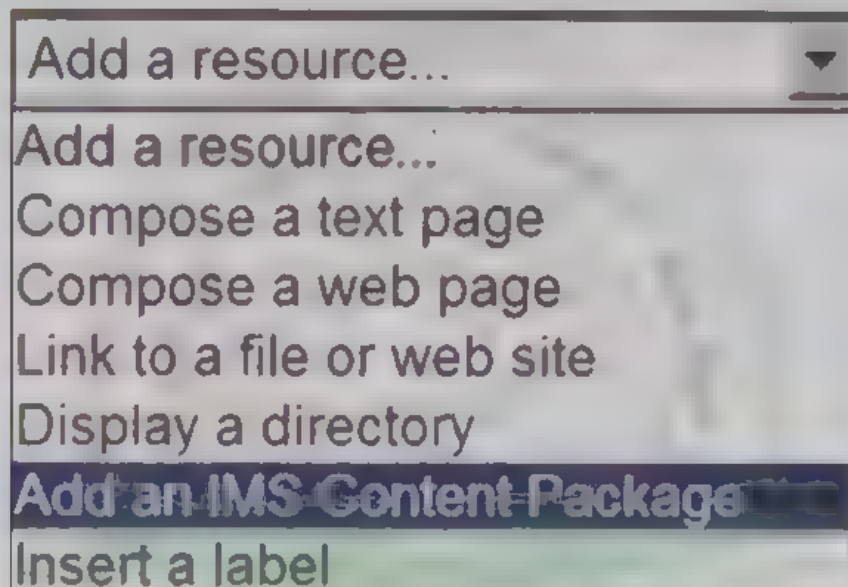 Add a resource...
Add a resource...
Compose a text page
Compose a web page
Link to a file or web site
Display a directory
Add an IMS Content Package
Insert a label